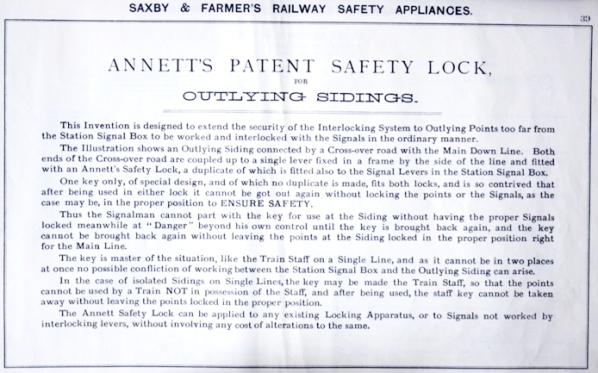 SAXBY & FARMER'S RAILWAY SAFETY APPLIANCES.
39
ANNETT'S PATENT SAFETY LOCK,
FOR
OUTLYING SIDINGS.
This Invention is designed to extend the security of the Interlocking System to Outlying Points too far from
the Station Signal Box to be worked and interlocked with the Signals in the ordinary manner.
The Illustration shows an Outlying Siding connected by a Cross-over road with the Main Down Line. Both
ends of the Cross-over road are coupled up to a single lever fixed in a frame by the side of the line and fitted
with an Annett's Safety Lock, a duplicate of which is fitted also to the Signal Levers in the Station Signal Box.
One key only, of special design, and of which no duplicate is made, fits both locks, and is so contrived that
after being used in either lock it cannot be got out again without locking the points or the Signals, as the
case may be, in the proper position to ENSURE SAFETY.
Thus the Signalman cannot part with the key for use at the Siding without having the proper Signals
locked meanwhile at "Danger" beyond his own control until the key is brought back again, and the key
cannot be brought back again without leaving the points at the Siding locked in the proper position right
for the Main Line.
The key is master of the situation, like the Train Staff on a Single Line, and as it cannot be in two places
at once no possible confliction of working between the Station Signal Box and the Outlying Siding can arise.
In the case of isolated Sidings on Single Lines, the key may be made the Train Staff, so that the points
cannot be used by a Train NOT in possession of the Staff, and after being used, the staff key cannot be taken
away without leaving the points locked in the proper position.
The Annett Safety Lock can be applied to any existing Locking Apparatus, or to Signals not worked by
interlocking levers, without involving any cost of alterations to the same.